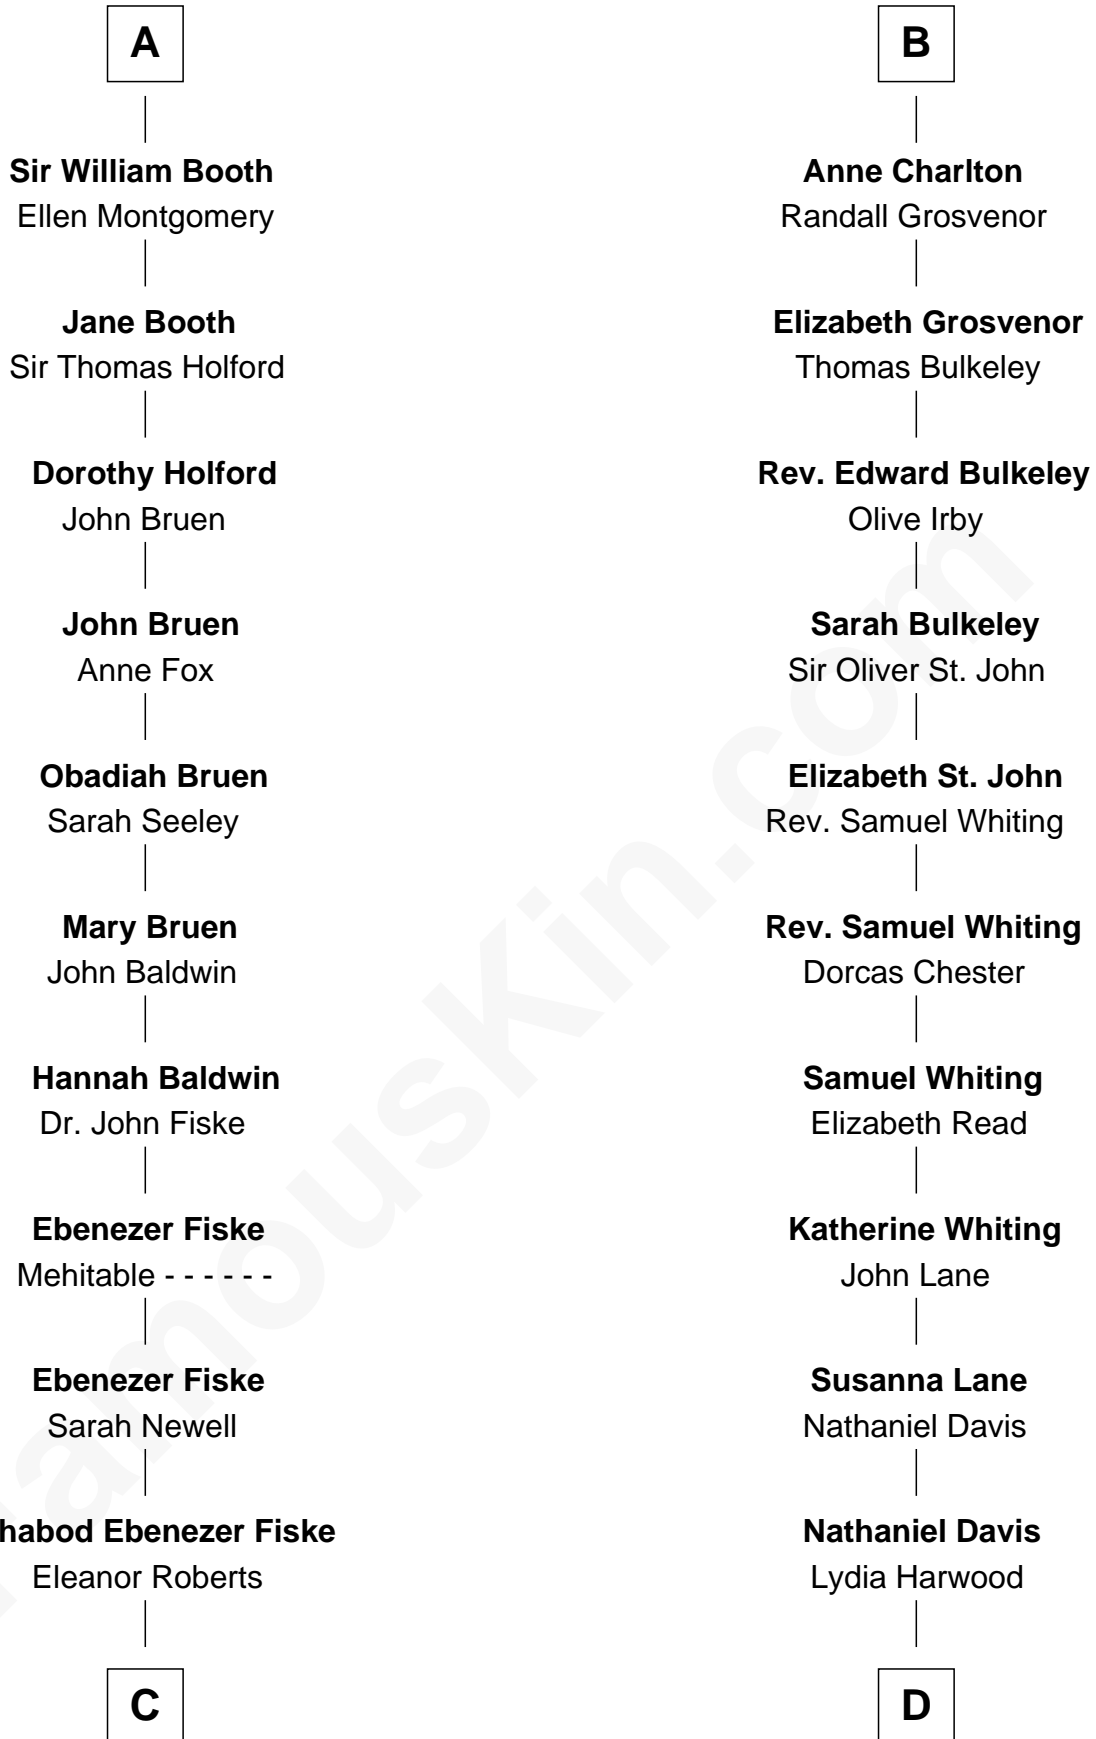 A
Sir William Booth
Ellen Montgomery
Jane Booth
Sir Thomas Holford
Dorothy Holford
John Bruen
John Bruen
Anne Fox
Obadiah Bruen
Sarah Seeley
Mary Bruen
John Baldwin
Hannah Baldwin
Dr. John Fiske
Ebenezer Fiske
Mehitable - - - - - -
Ebenezer Fiske
Sarah Newell
habod Ebenezer Fiske
Eleanor Roberts
C
B
Anne Charlton
Randall Grosvenor
Elizabeth Grosvenor
Thomas Bulkeley
Rev. Edward Bulkeley
Olive Irby
Sarah Bulkeley
Sir Oliver St. John
Elizabeth St. John
Rev. Samuel Whiting
Rev. Samuel Whiting
Dorcas Chester
Samuel Whiting
Elizabeth Read
Katherine Whiting
John Lane
Susanna Lane
Nathaniel Davis
Nathaniel Davis
Lydia Harwood
D
FamousKin.com